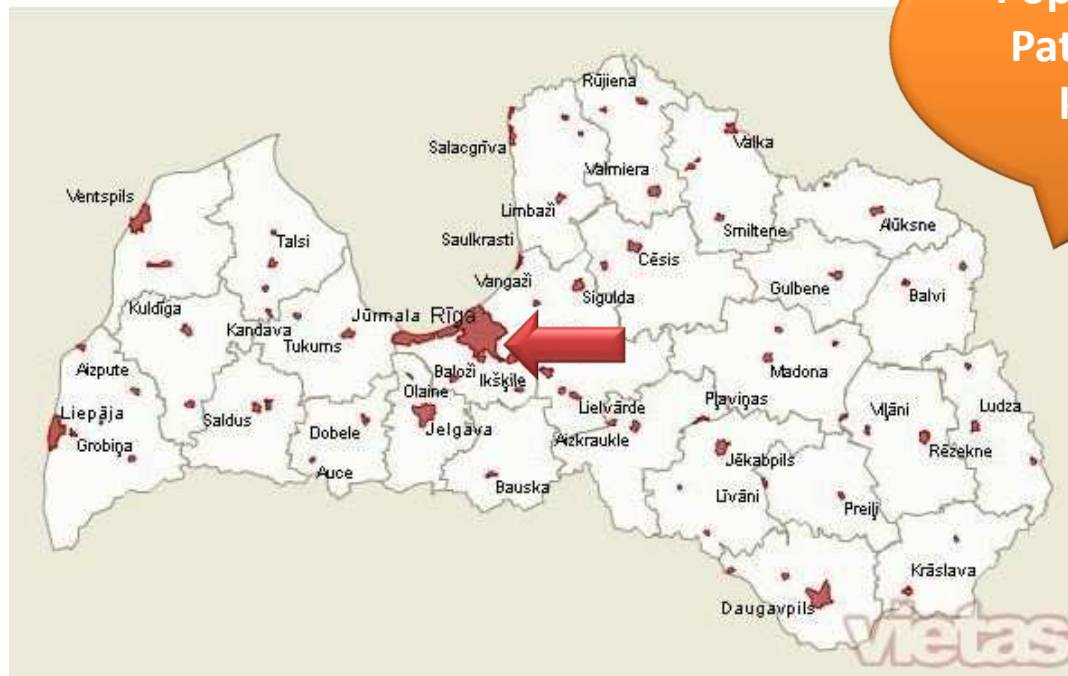 Rūjiena
Salacgrīva
Valka
Valmiera
Ventspils
Limbaži
Smiltene
Alūksne
Talsi
Saulkrasti
Cēsis
Vangaži
Gulbene
Sigulda
Balvi
Kuldīga
Jūrmala
Rīga
Kandava
Tukums
Madona
Aizpute
Baloži
Ikšķile
Olaine
Pļaviņas
Viļāni
Ludza
Liepāja
Saldus
Lielvārde
Grobiņa
Dobele
Jelgava
Aizkraukle
Jēkabpils
Rēzekne
Auce
Bauska
Līvāni
Preiļi
Krāslava
Daugavpils
vietas